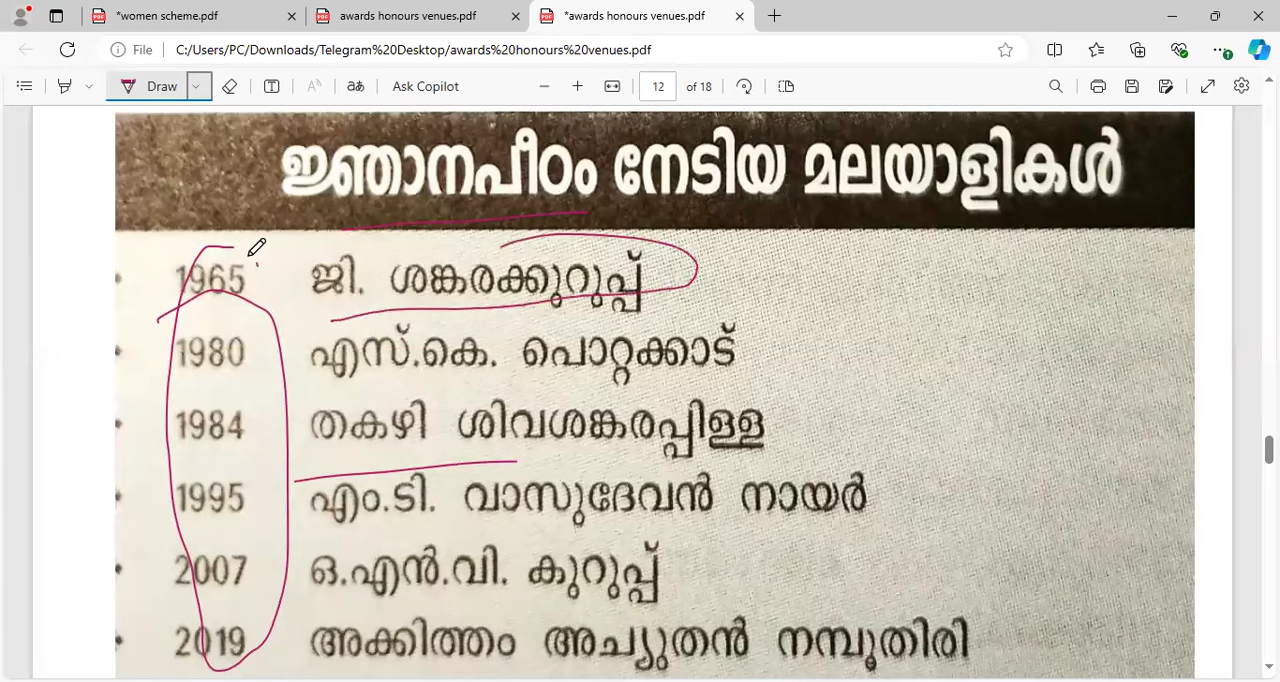 *women scheme.pdf
awards honours venues.pdf
*awards honours venues.pdf
File
C:/Users/PC/Downloads/Telegram%20Desktop/awards%20honours%20venues.pdf
Draw
aあ
Ask Copilot
12
of 18
ജ്ഞാനപീഠം നേടിയ മലയാളികൾ
1965 ജി. ശങ്കരക്കുറുപ്പ്
1980 എസ്.കെ. പൊറ്റക്കാട്
1984 തകഴി ശിവശങ്കരപ്പിള്ള
1995 എം.ടി. വാസുദേവൻ നായർ
2007 ഒ.എൻ.വി. കുറുപ്പ്
2019 അക്കിത്തം അച്യുതൻ നമ്പൂതിരി